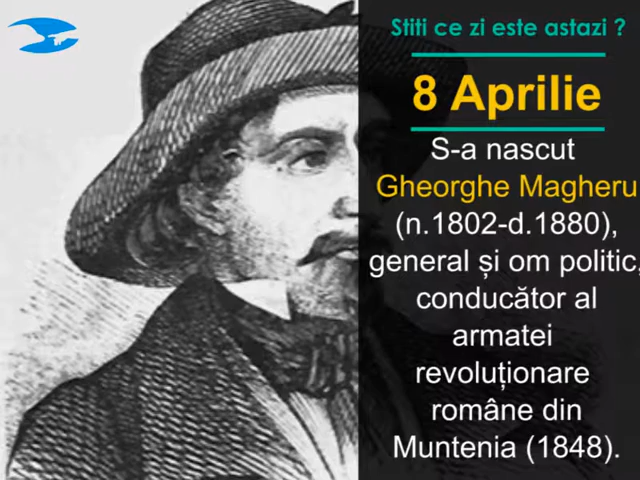 Stiti ce zi este astazi ?
8 Aprilie
S-a nascut
Gheorghe Magheru
(n.1802-d.1880),
general și om politic,
conducător al
armatei
revoluționare
române din
Muntenia (1848).